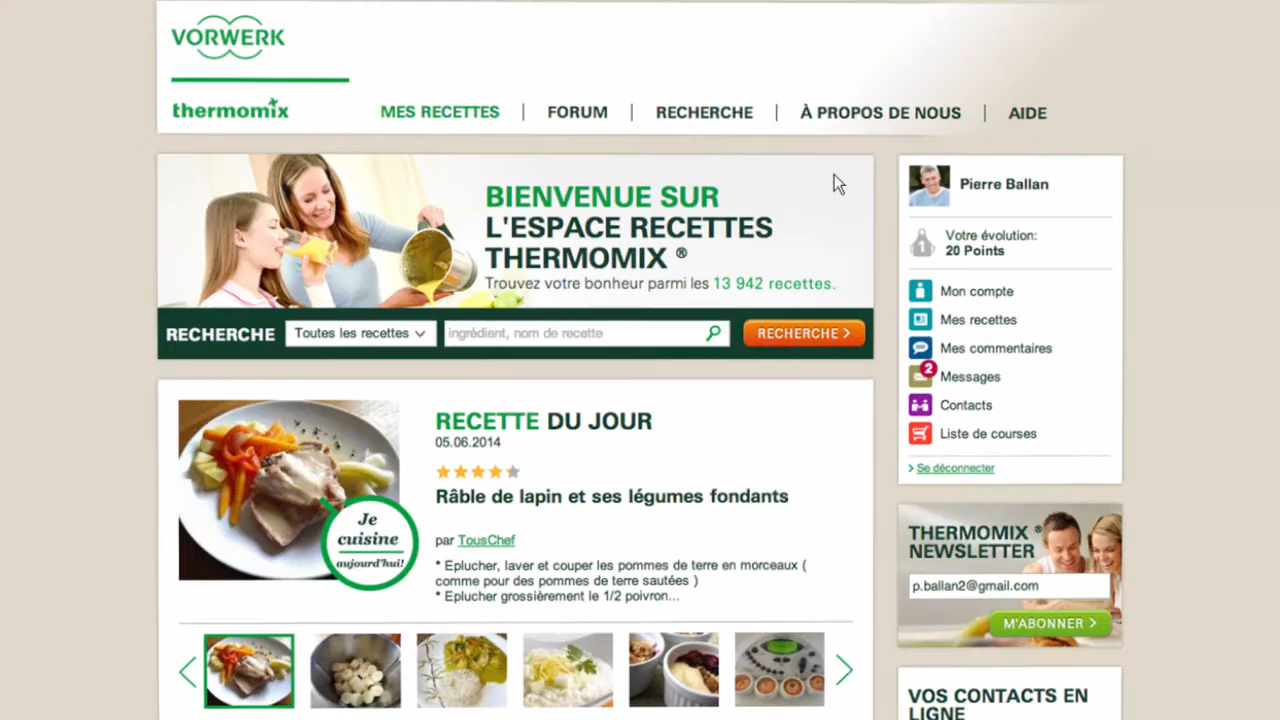 VORWERK
thermomix
MES RECETTES
FORUM
RECHERCHE
À PROPOS DE NOUS
AIDE
BIENVENUE SUR
L'ESPACE RECETTES
THERMOMIX ®
Trouvez votre bonheur parmi les 13 942 recettes.
RECHERCHE
Toutes les recettes
ingrédient, nom de recette
RECHERCHE >
Pierre Ballan
1
Votre évolution:
20 Points
Mon compte
Mes recettes
Mes commentaires
2
Messages
Contacts
Liste de courses
> Se déconnecter
RECETTE DU JOUR
05.06.2014
Râble de lapin et ses légumes fondants
Je
cuisine
aujourd'hui!
par TousChef
* Eplucher, laver et couper les pommes de terre en morceaux (
comme pour des pommes de terre sautées )
* Eplucher grossièrement le 1/2 poivron...
THERMOMIX ®
NEWSLETTER
p.ballan2@gmail.com
M'ABONNER >
VOS CONTACTS EN
LIGNE